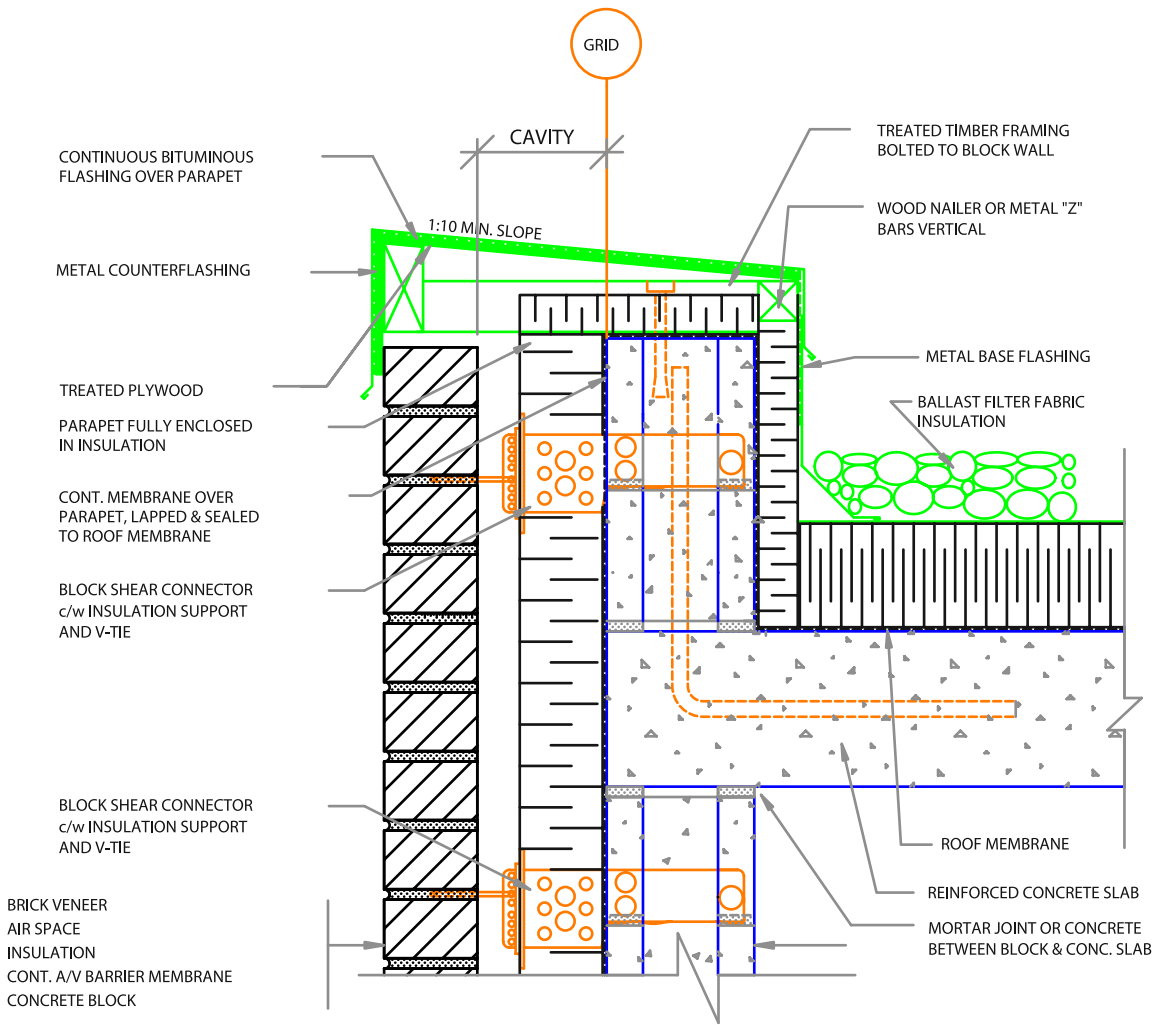 GRID
CAVITY
CONTINUOUS BITUMINOUS
FLASHING OVER PARAPET
1:10 MIN. SLOPE
METAL COUNTERFLASHING
TREATED PLYWOOD
PARAPET FULLY ENCLOSED
IN INSULATION
CONT. MEMBRANE OVER
PARAPET, LAPPED & SEALED
TO ROOF MEMBRANE
BLOCK SHEAR CONNECTOR
c/w INSULATION SUPPORT
AND V-TIE
BLOCK SHEAR CONNECTOR
c/w INSULATION SUPPORT
AND V-TIE
BRICK VENEER
AIR SPACE
INSULATION
CONT. A/V BARRIER MEMBRANE
CONCRETE BLOCK
TREATED TIMBER FRAMING
BOLTED TO BLOCK WALL
WOOD NAILER OR METAL "Z"
BARS VERTICAL
METAL BASE FLASHING
BALLAST FILTER FABRIC
INSULATION
ROOF MEMBRANE
REINFORCED CONCRETE SLAB
MORTAR JOINT OR CONCRETE
BETWEEN BLOCK & CONC. SLAB